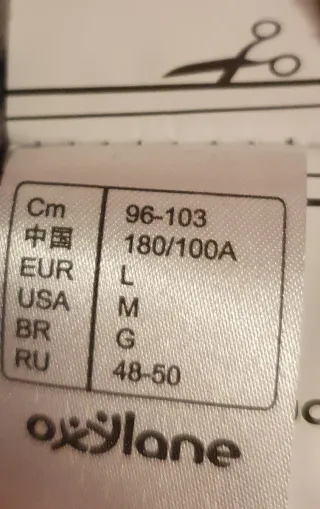 Cm 96-103
中国 180/100A
EUR L
USA M
BR G
RU 48-50
oxylane